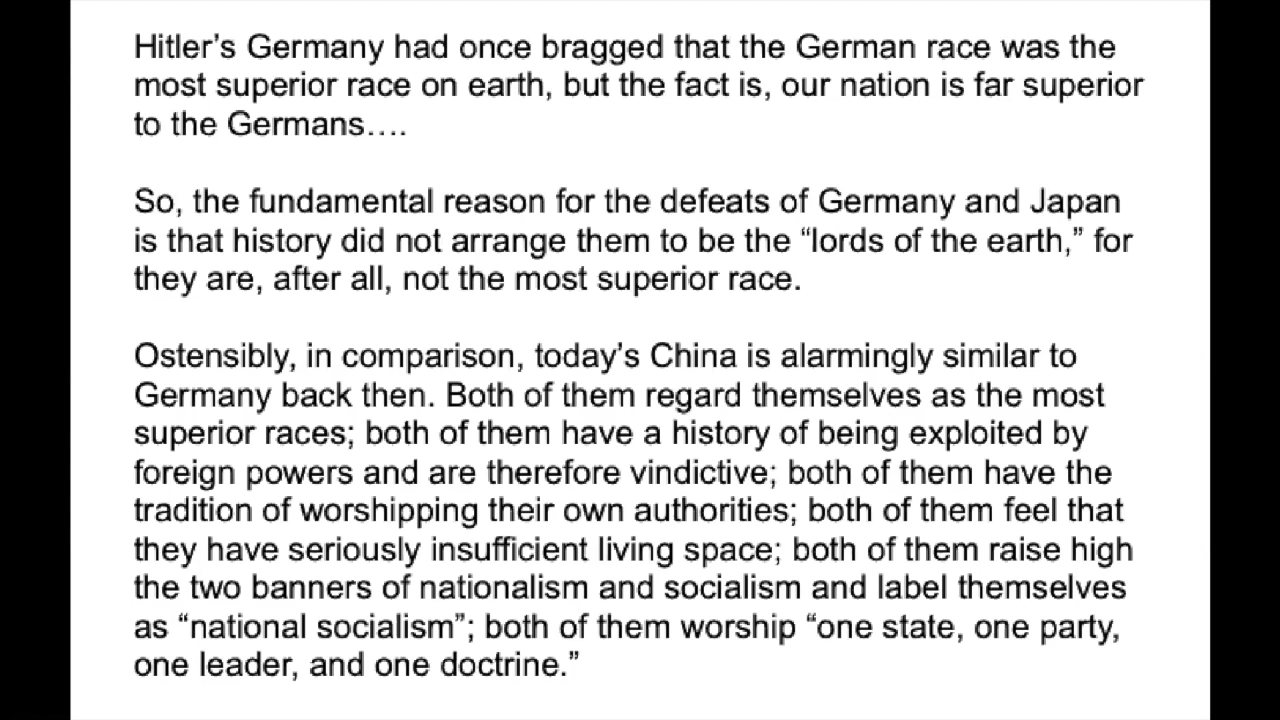 Hitler’s Germany had once bragged that the German race was the
most superior race on earth, but the fact is, our nation is far superior
to the Germans….
So, the fundamental reason for the defeats of Germany and Japan
is that history did not arrange them to be the “lords of the earth,” for
they are, after all, not the most superior race.
Ostensibly, in comparison, today’s China is alarmingly similar to
Germany back then. Both of them regard themselves as the most
superior races; both of them have a history of being exploited by
foreign powers and are therefore vindictive; both of them have the
tradition of worshipping their own authorities; both of them feel that
they have seriously insufficient living space; both of them raise high
the two banners of nationalism and socialism and label themselves
as “national socialism”; both of them worship “one state, one party,
one leader, and one doctrine.”